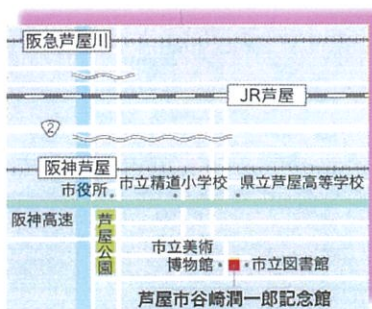 阪急芦屋川
JR芦屋
2
阪神芦屋
市役所
市立精道小学校
県立芦屋高等学校
阪神高速
芦屋公園
市立美術
博物館
市立図書館
芦屋市谷崎潤一郎記念館